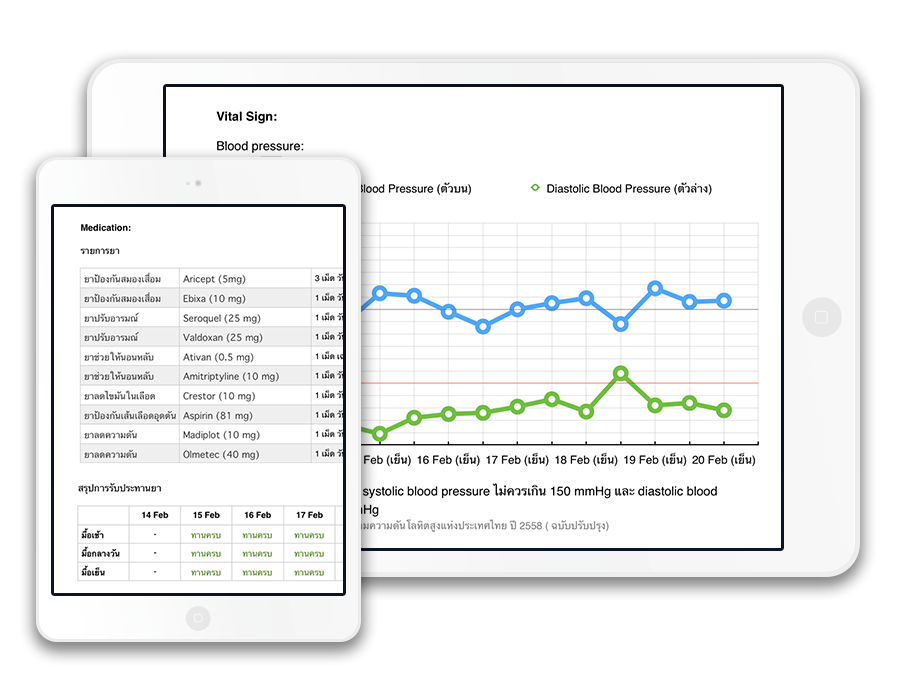 Vital Sign:
Blood pressure:
Blood Pressure (ตัวบน)
Diastolic Blood Pressure (ตัวล่าง)
Feb (เย็น) 16 Feb (เย็น) 17 Feb (เย็น) 18 Feb (เย็น) 19 Feb (เย็น) 20 Feb (เย็น)
systolic blood pressure ไม่ควรเกิน 150 mmHg และ diastolic blood
Hg
ความดันโลหิตสูงแห่งประเทศไทย ปี 2558 ( ฉบับปรับปรุง)
Medication:
รายการยา
ยาป้องกันสมองเสื่อม Aricept (5mg) 3 เม็ด
ยาป้องกันสมองเสื่อม Ebixa (10 mg) 1 เม็ด
ยาปรับอารมณ์ Seroquel (25 mg) 1 เม็ด
ยาปรับอารมณ์ Valdoxan (25 mg) 1 เม็ด
ยาช่วยให้นอนหลับ Ativan (0.5 mg) 1 เม็ด
ยาช่วยให้นอนหลับ Amitriptyline (10 mg) 1 เม็ด
ยาลดไขมันในเลือด Crestor (10 mg) 1 เม็ด
ยาป้องกันเส้นเลือดอุดตัน Aspirin (81 mg) 1 เม็ด
ยาลดความดัน Madiplot (10 mg) 1 เม็ด
ยาลดความดัน Olmetec (40 mg) 1 เม็ด
สรุปการรับประทานยา
14 Feb 15 Feb 16 Feb 17 Feb
มื้อเช้า - ทานครบ ทานครบ ทานครบ
มื้อกลางวัน - ทานครบ ทานครบ ทานครบ
มื้อเย็น - ทานครบ ทานครบ ทานครบ